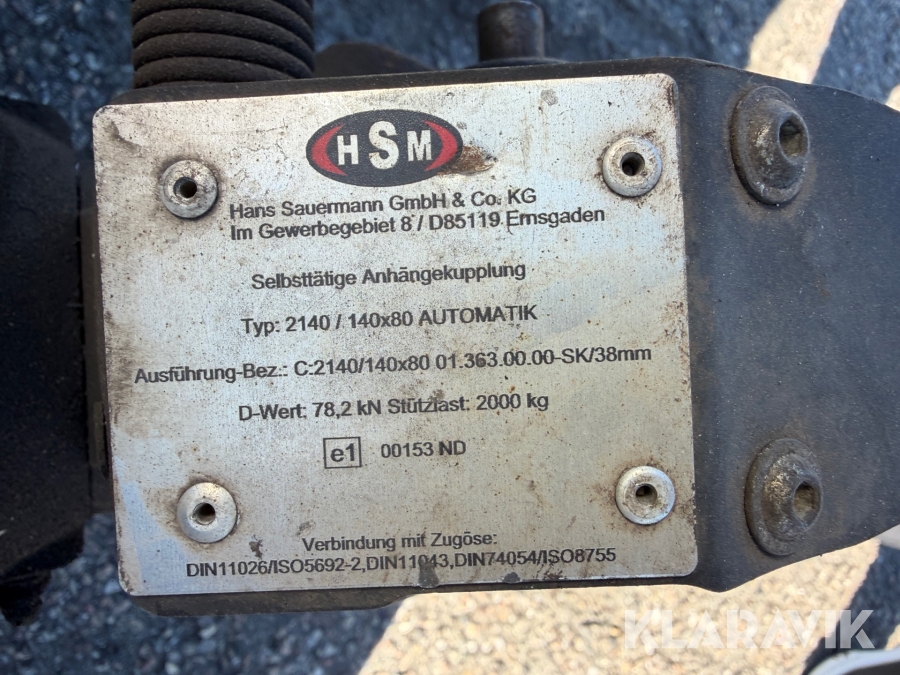 HSM
Hans Sauermann GmbH & Co. KG
Im Gewerbegebiet 8 / D85119 Ernsgaden
Selbsttätige Anhängekupplung
Typ: 2140 / 140x80 AUTOMATIK
Ausführung-Bez.: C:2140/140x80 01.363.00.00-SK/38mm
D-Wert: 78,2 kN Stützlast: 2000 kg
e1 00153 ND
Verbindung mit Zugöse:
DIN11026/ISO5692-2,DIN11043,DIN74054/ISO8755
KLARAVIK